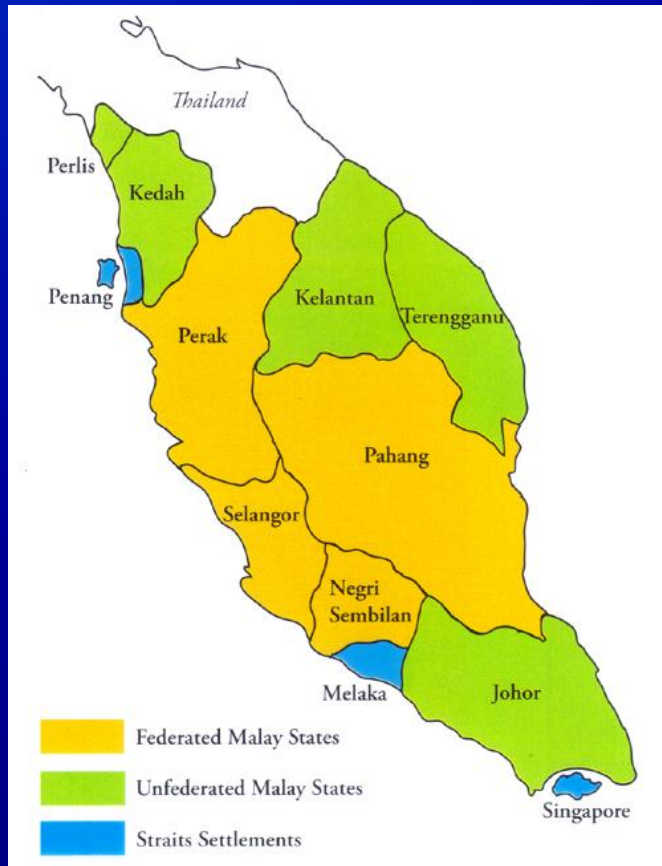 Thailand
Perlis
Kedah
Penang
Perak
Kelantan
Terengganu
Pahang
Selangor
Negri
Sembilan
Melaka
Johor
Singapore
Federated Malay States
Unfederated Malay States
Straits Settlements